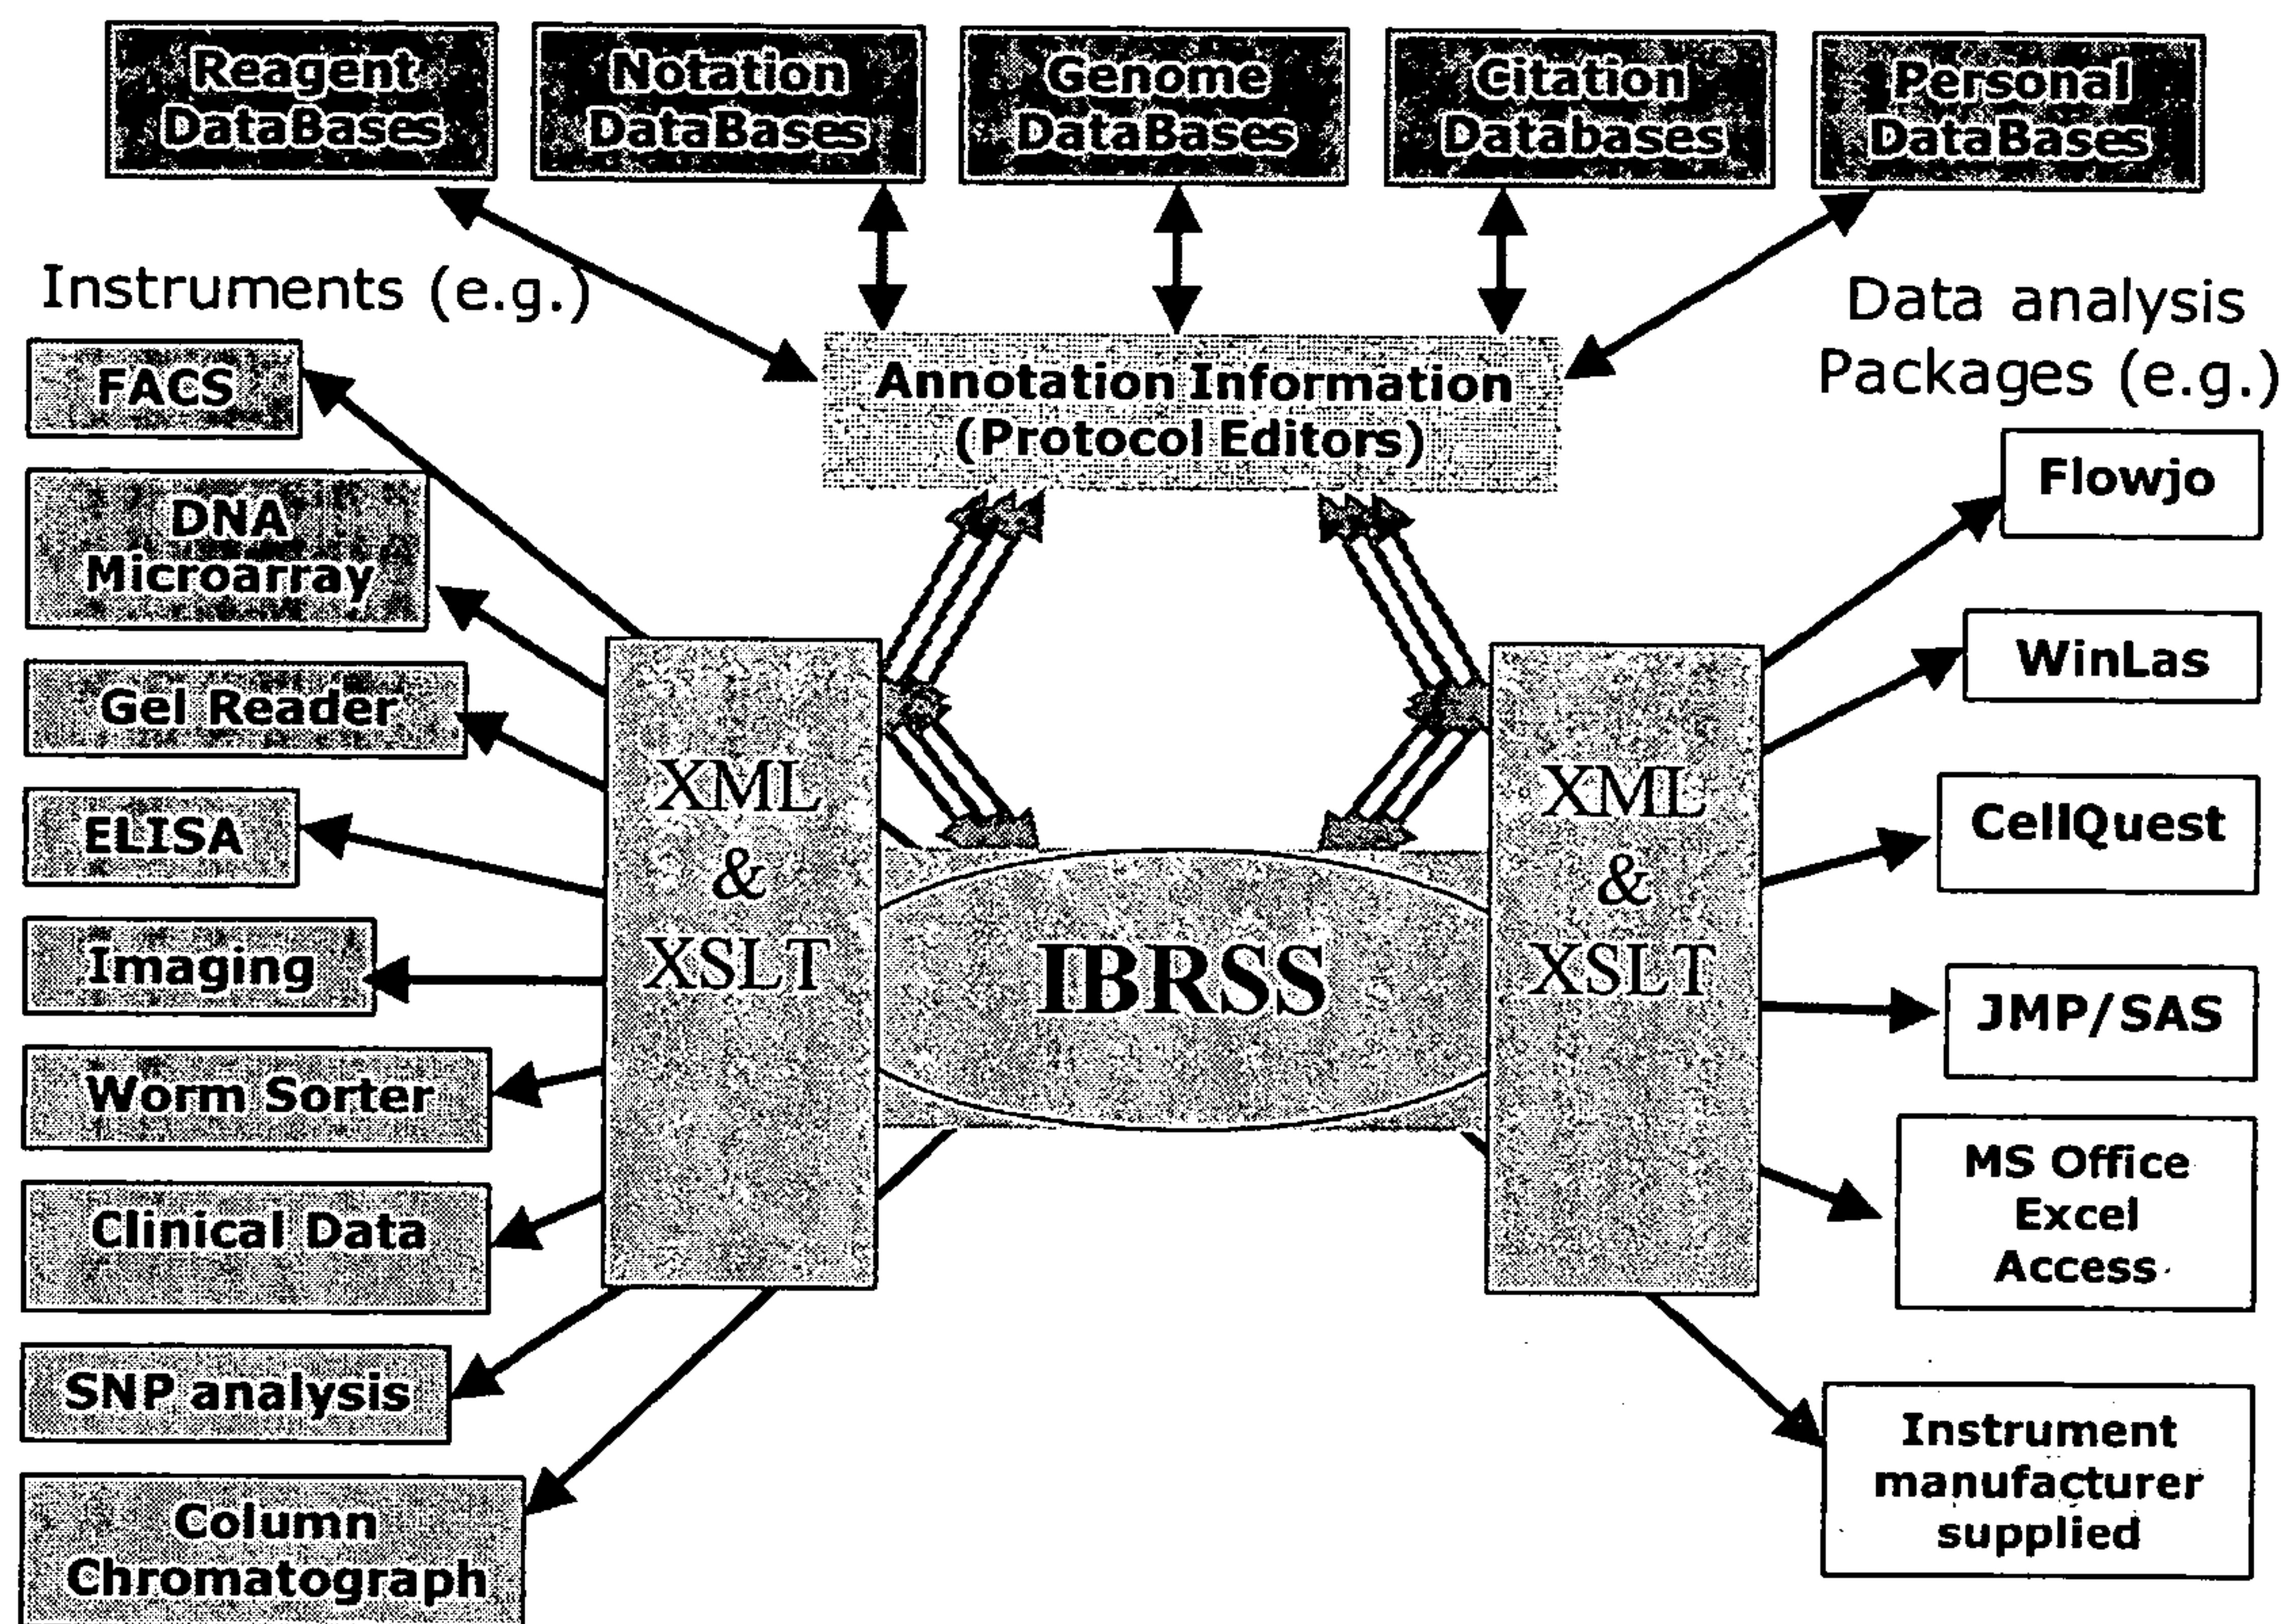 Reagent
DataBases
Notation
DataBases
Genome
DataBases
Citation
Databases
Personal
DataBases
Instruments (e.g.)
Data analysis
Packages (e.g.)
Annotation Information
(Protocol Editors)
FACS
DNA
Microarray
Gel Reader
ELISA
Imaging
Worm Sorter
Clinical Data
SNP analysis
Column
Chromatograph
XML
&
XSLT
IBRSS
XML
&
XSLT
Flowjo
WinLas
CellQuest
JMP/SAS
MS Office
Excel
Access
Instrument
manufacturer
supplied